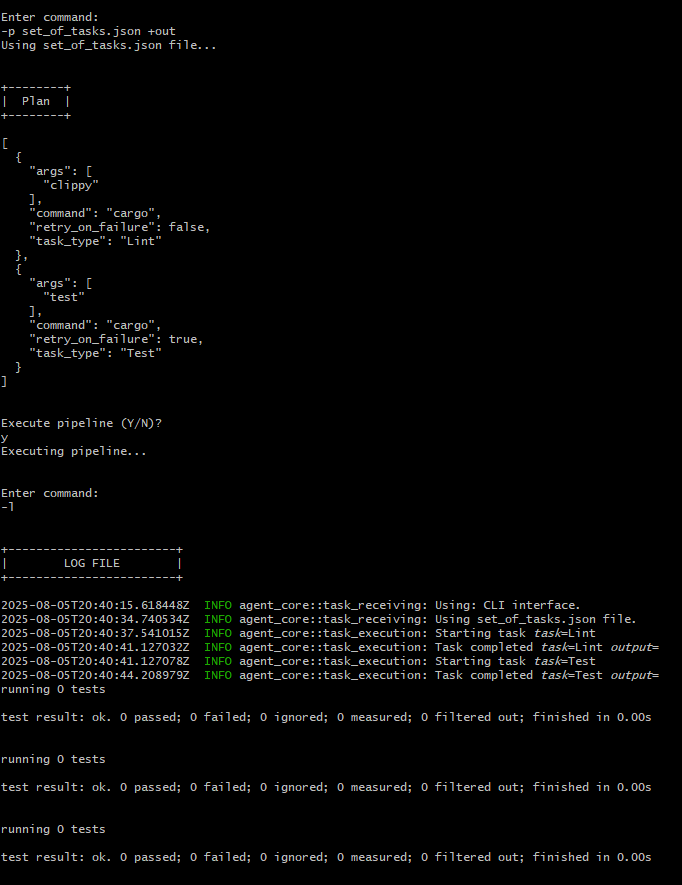 Enter command:
-p set_of_tasks.json +out
Using set_of_tasks.json file...
+--------+
|  Plan  |
+--------+
[
  {
    "args": [
      "clippy"
    ],
    "command": "cargo",
    "retry_on_failure": false,
    "task_type": "Lint"
  },
  {
    "args": [
      "test"
    ],
    "command": "cargo",
    "retry_on_failure": true,
    "task_type": "Test"
  }
]
Execute pipeline (Y/N)?
y
Executing pipeline...
Enter command:
-l
+------------------------+
|        LOG FILE        |
+------------------------+
2025-08-05T20:40:15.618448Z  INFO agent_core::task_receiving: Using: CLI interface.
2025-08-05T20:40:34.740534Z  INFO agent_core::task_receiving: Using set_of_tasks.json file.
2025-08-05T20:40:37.541015Z  INFO agent_core::task_execution: Starting task task=Lint
2025-08-05T20:40:41.127032Z  INFO agent_core::task_execution: Task completed task=Lint output=
2025-08-05T20:40:41.127078Z  INFO agent_core::task_execution: Starting task task=Test
2025-08-05T20:40:44.208979Z  INFO agent_core::task_execution: Task completed task=Test output=
running 0 tests
test result: ok. 0 passed; 0 failed; 0 ignored; 0 measured; 0 filtered out; finished in 0.00s
running 0 tests
test result: ok. 0 passed; 0 failed; 0 ignored; 0 measured; 0 filtered out; finished in 0.00s
running 0 tests
test result: ok. 0 passed; 0 failed; 0 ignored; 0 measured; 0 filtered out; finished in 0.00s